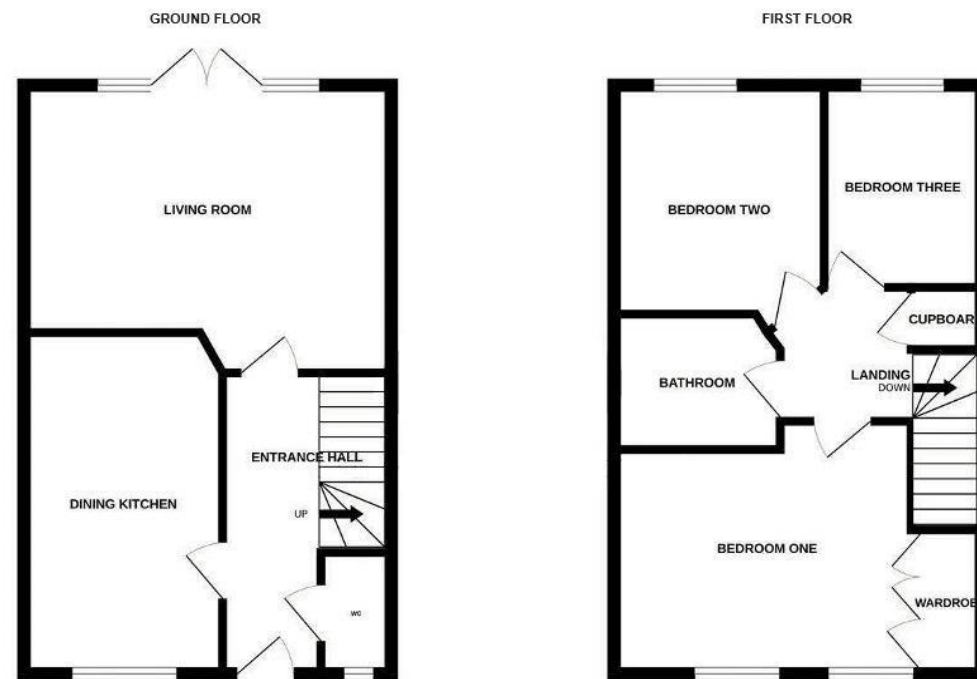 GROUND FLOOR
LIVING ROOM
DINING KITCHEN
ENTRANCE HALL
UP
WC
FIRST FLOOR
BEDROOM TWO
BEDROOM THREE
CUPBOAR
BATHROOM
LANDING
DOWN
BEDROOM ONE
WARDROB